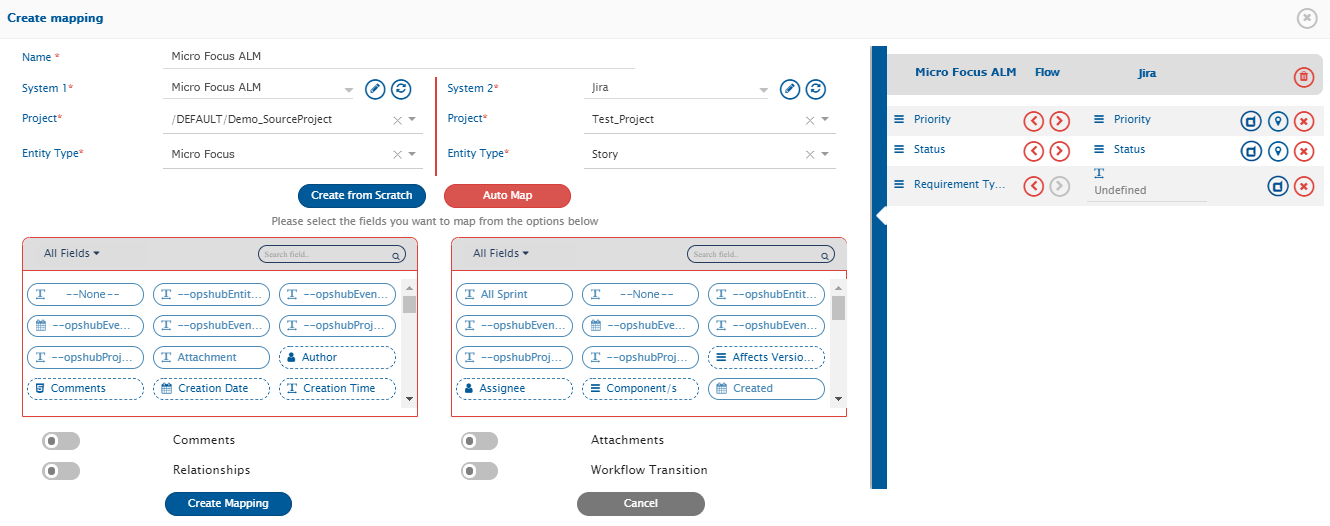 Create mapping
Name *
Micro Focus ALM
System 1*
Micro Focus ALM
System 2*
Jira
Project*
/DEFAULT/Demo_SourceProject
Project*
Test_Project
Entity Type*
Micro Focus
Entity Type*
Story
Create from Scratch
Auto Map
Please select the fields you want to map from the options below
All Fields
Search field..
--None--
--opshubEntit...
--opshubEven...
--opshubEve...
--opshubEven...
--opshubProj...
--opshubProj...
Attachment
Author
Comments
Creation Date
Creation Time
All Fields
Search field..
All Sprint
--None--
--opshubEntit...
--opshubEven...
--opshubEve...
--opshubEven...
--opshubProj...
--opshubProj...
Affects Versio...
Assignee
Component/s
Created
Comments
Attachments
Relationships
Workflow Transition
Create Mapping
Cancel
Micro Focus ALM
Flow
Jira
Priority
Priority
Status
Status
Requirement Ty...
Undefined